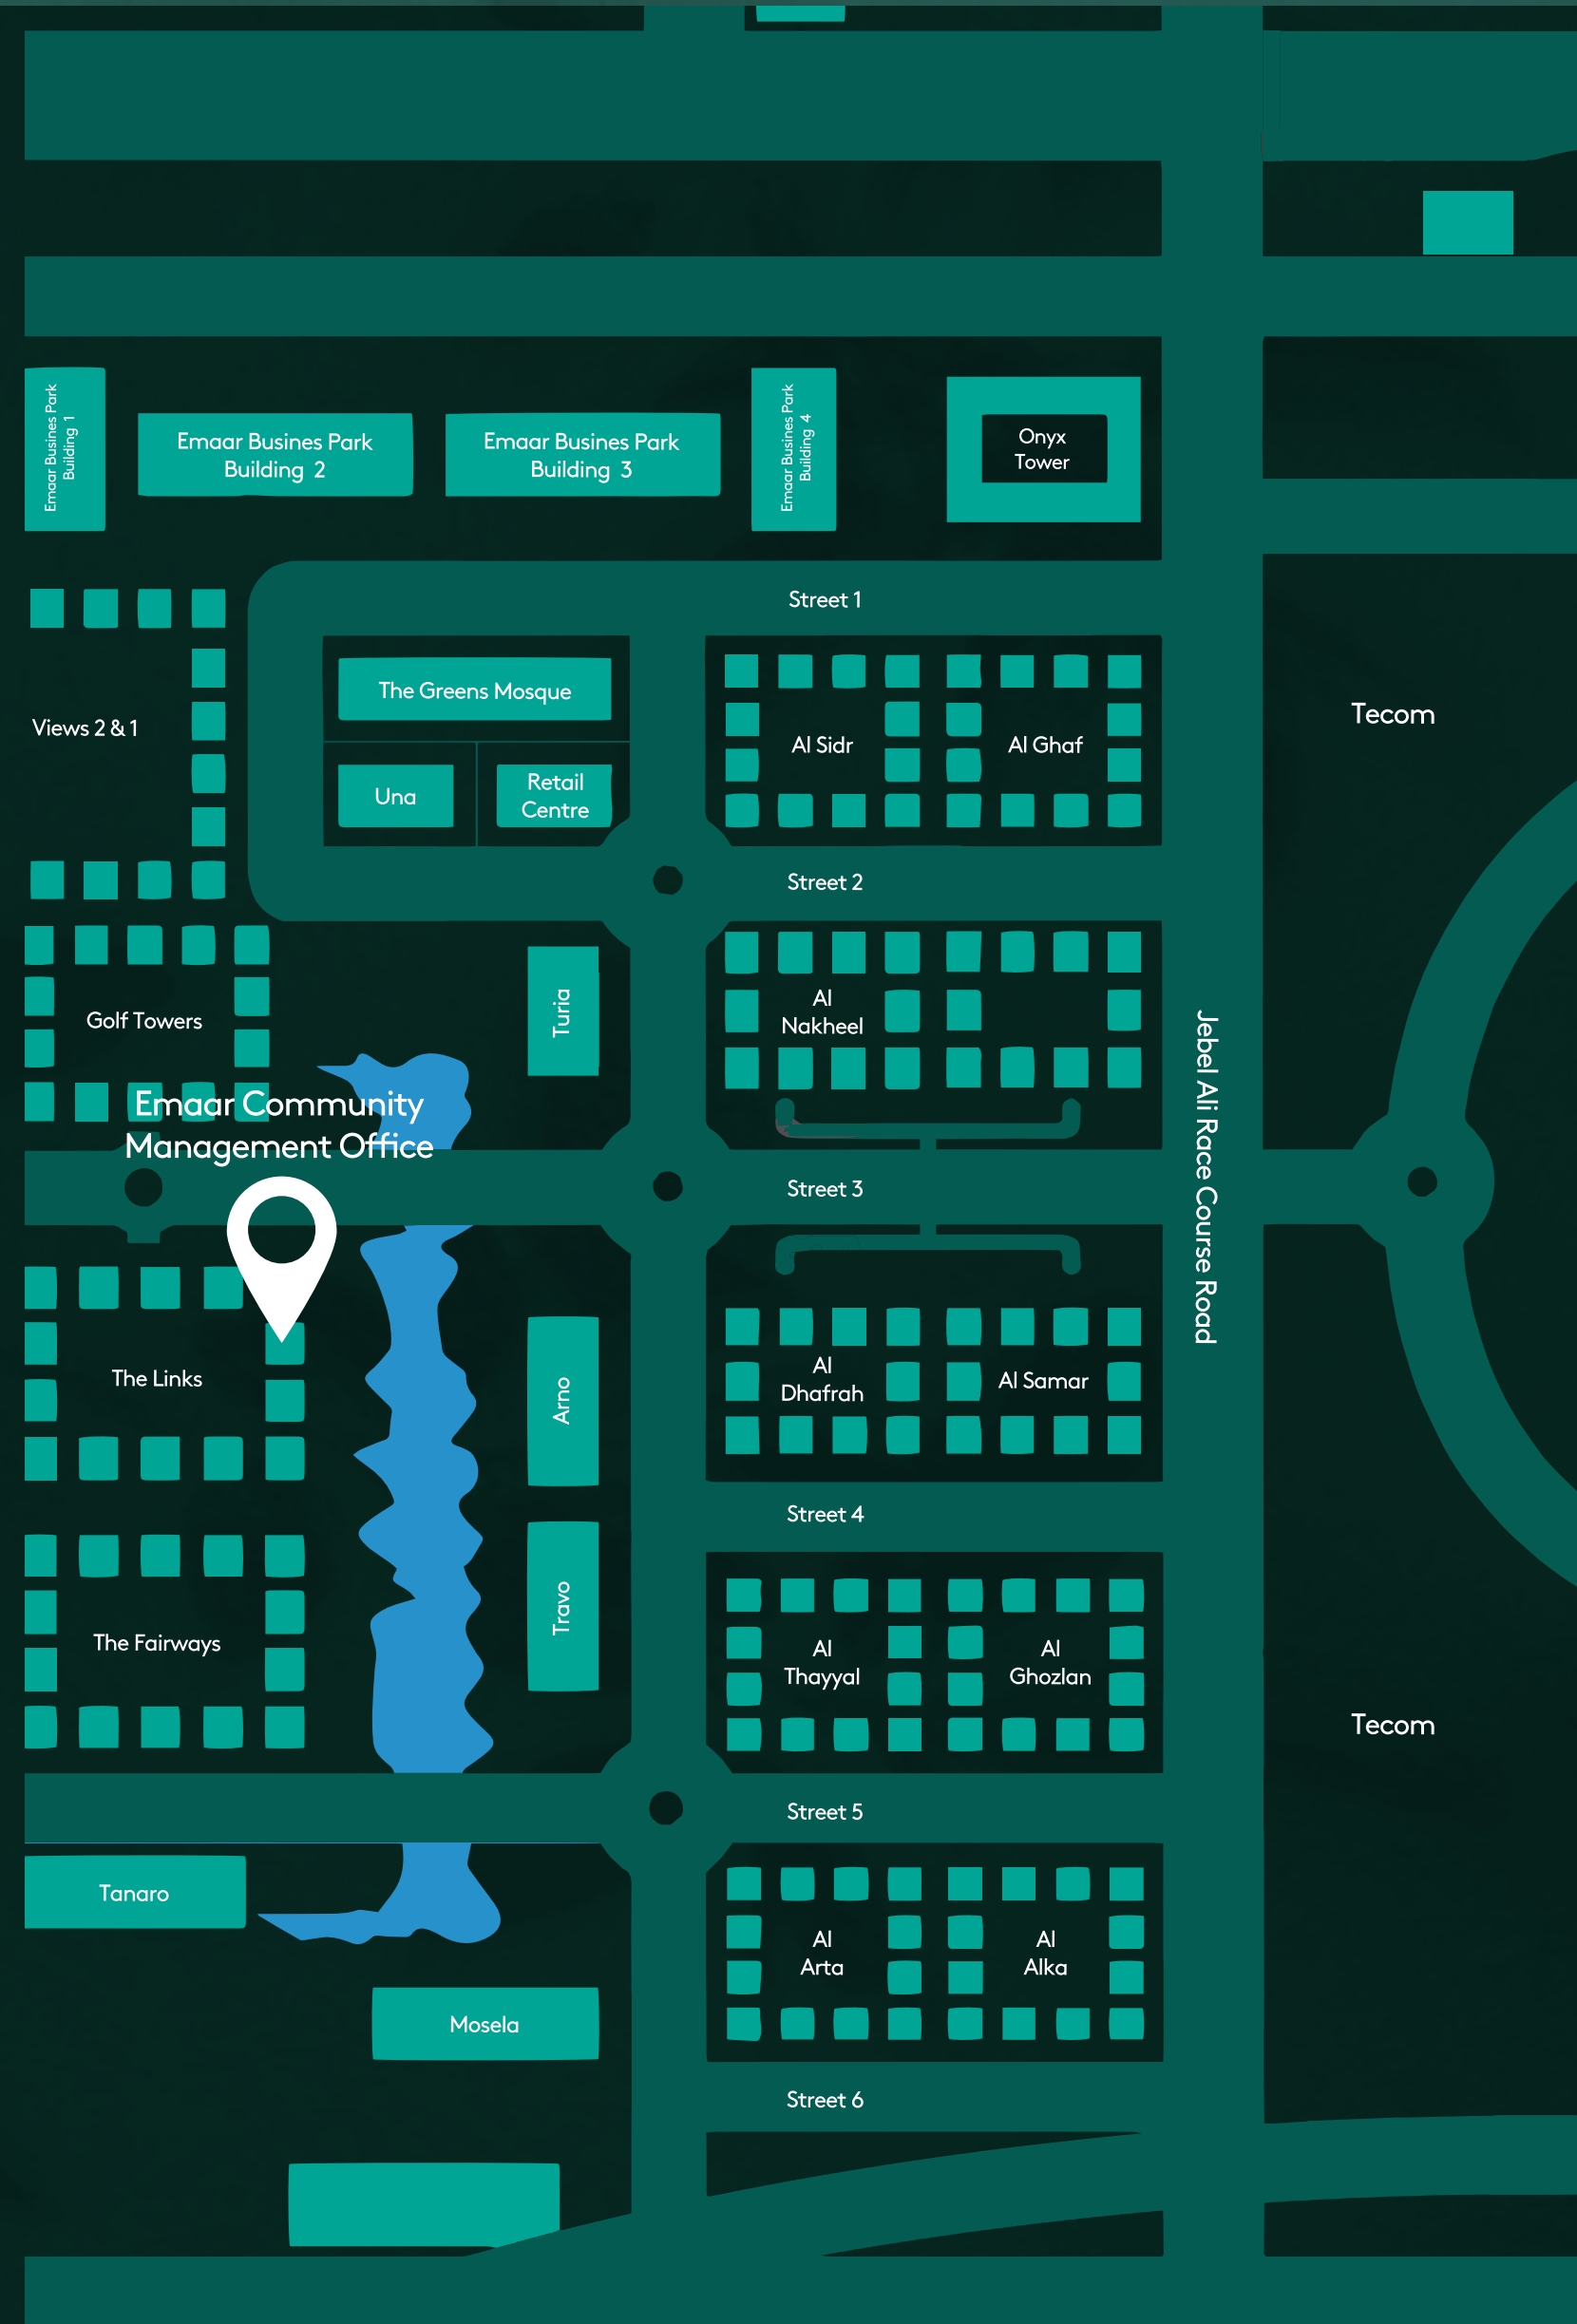 Emaar Busines Park
Building 1
Emaar Busines Park
Building 2
Emaar Busines Park
Building 3
Emaar Busines Park
Building 4
Onyx
Tower
Street 1
The Greens Mosque
Una
Retail
Centre
Views 2 & 1
Al Sidr
Al Ghaf
Tecom
Street 2
Golf Towers
Turia
Al
Nakheel
Emaar Community
Management Office
Street 3
Jebel Ali Race Course Road
The Links
Arno
Al
Dhafrah
Al Samar
Street 4
The Fairways
Travo
Al
Thayyal
Al
Ghozlan
Tecom
Street 5
Tanaro
Al
Arta
Al
Alka
Mosela
Street 6